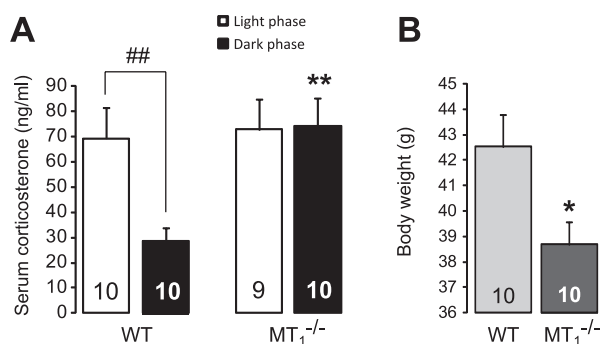 A
Light phase
Dark phase
Serum corticosterone (ng/ml)
90
80
70
60
50
40
30
20
10
0
##
**
10
10
9
10
WT
MT1-/-
B
Body weight (g)
45
44
43
42
41
40
39
38
37
36
*
10
10
WT
MT1-/-